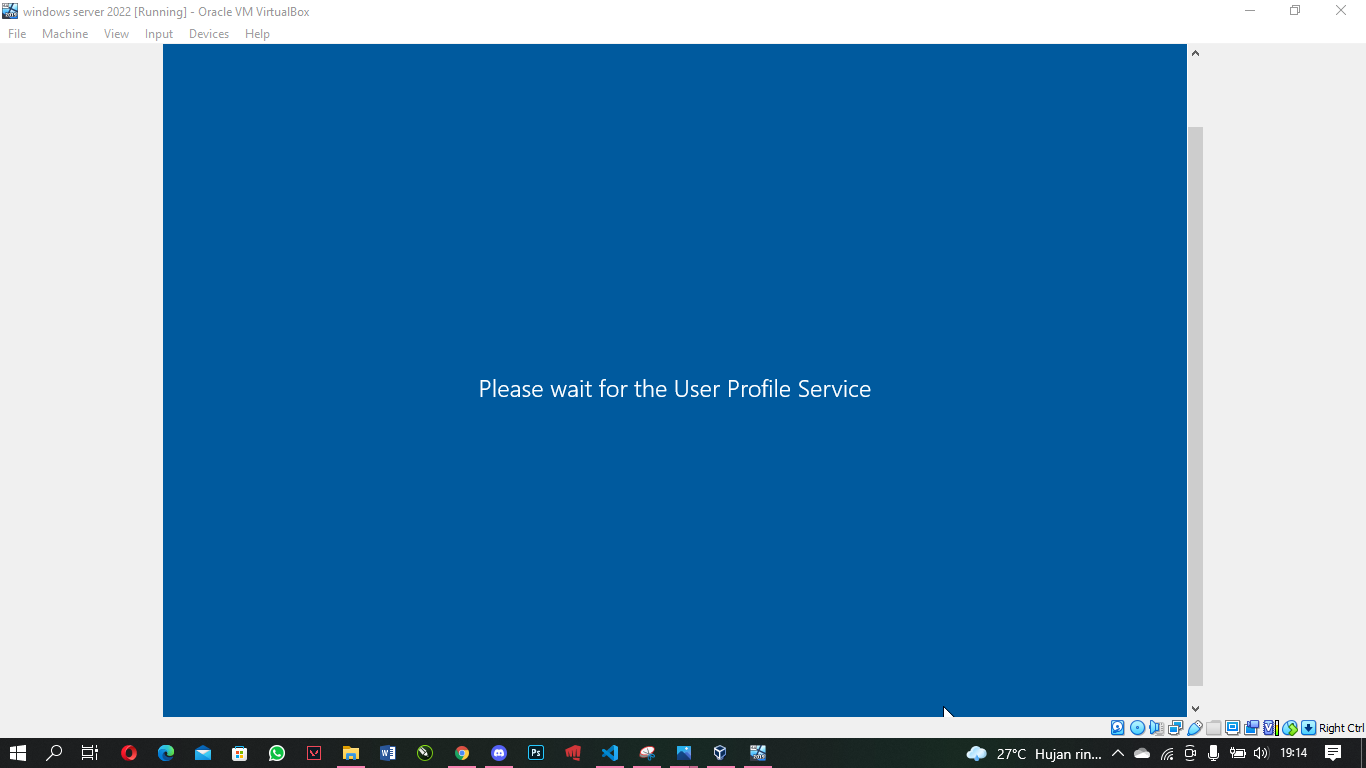 windows server 2022 [Running] - Oracle VM VirtualBox
File Machine View Input Devices Help
Please wait for the User Profile Service
Right Ctrl
27°C Hujan rin... 19:14